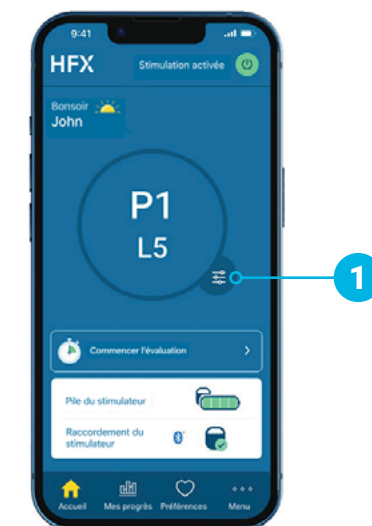 9:41
HFX
Stimulation activée
Bonsoir
John
P1
L5
1
Commencer l'évaluation
Pile du stimulateur
Raccordement du
stimulateur
Accueil Mes progrès Préférences Menu